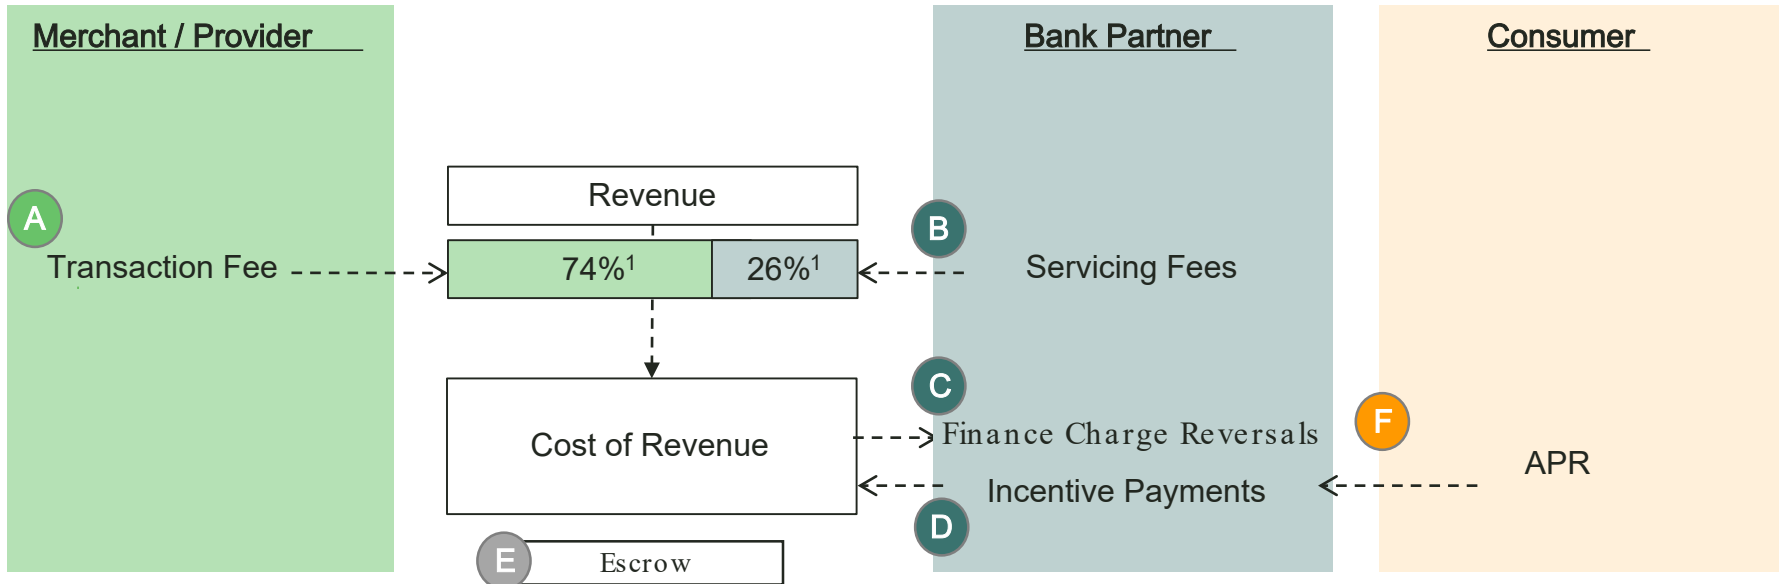 Merchant / Provider
Bank Partner
Consumer
Revenue
A
B
Transaction Fee
74%1
26%1
Servicing Fees
C
F
Finance Charge Reversals
Cost of Revenue
APR
Incentive Payments
D
E
Escrow